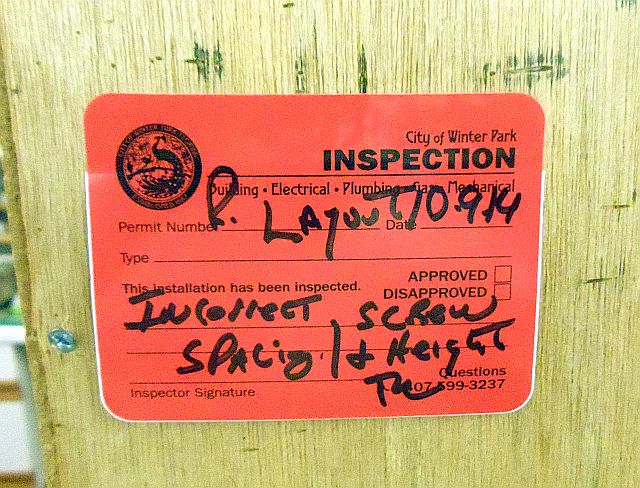 City of Winter Park
INSPECTION
Building • Electrical • Plumbing • Gas • Mechanical
P. LAYOUT 10.9.14
Permit Number Date
Type
This installation has been inspected.
APPROVED
DISAPPROVED
INCORRECT SCREW
SPACING / + HEIGHT
Questions
407-599-3237
Inspector Signature